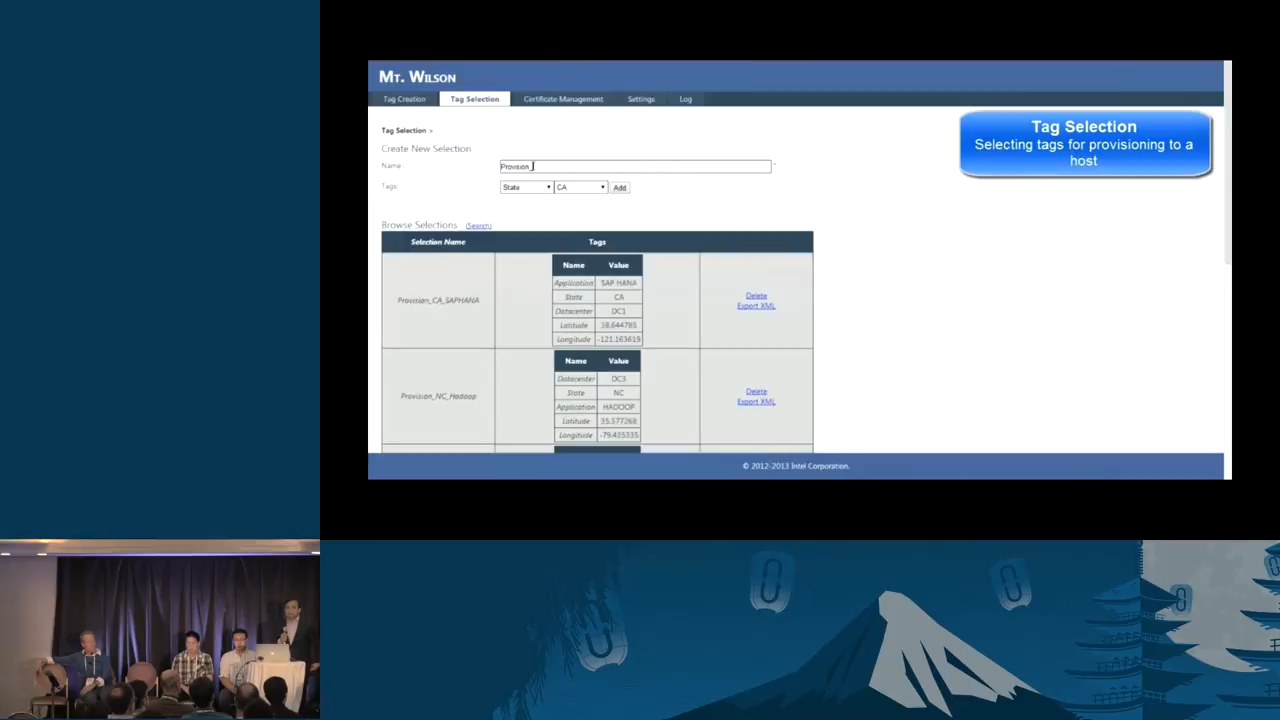 MT. WILSON
Tag Creation
Tag Selection
Certificate Management
Settings
Log
Tag Selection >
Create New Selection
Name :
Provision_
*
Tags:
State
CA
Add
Tag Selection
Selecting tags for provisioning to a
host
Browse Selections (Search)
Selection Name
Tags
Provision_CA_SAPHANA
Name Value
Application SAP HANA
State CA
Datacenter DC1
Latitude 38.644785
Longitude -121.163619
Delete
Export XML
Provision_NC_Hadoop
Name Value
Datacenter DC3
State NC
Application HADOOP
Latitude 35.577268
Longitude -79.435335
Delete
Export XML
© 2012-2013 Intel Corporation.